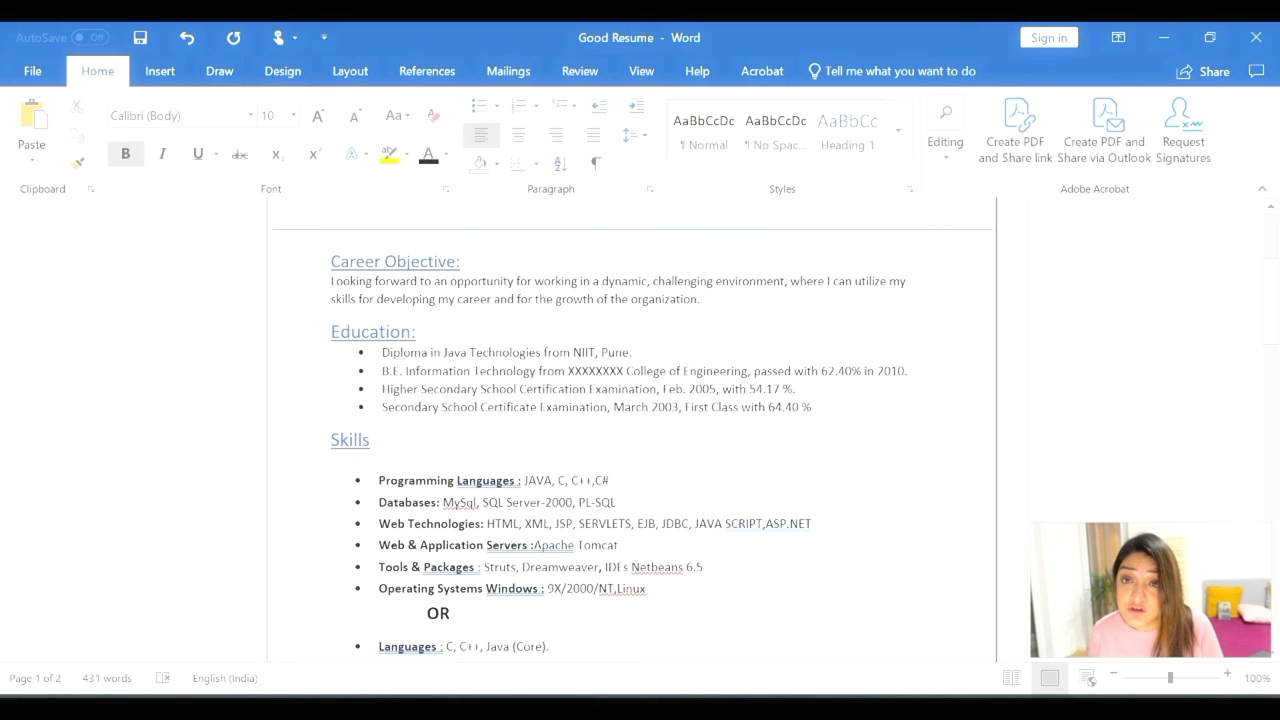 AutoSave Off Good Resume - Word Sign in
File Home Insert Draw Design Layout References Mailings Review View Help Acrobat Tell me what you want to do Share
Calibri (Body) 10 Aa AaBbCcDc AaBbCcDc AaBbCc
Paste ¶ Normal ¶ No Spac... Heading 1 Editing Create PDF and Share link Create PDF and Share via Outlook Request Signatures
Clipboard Font Paragraph Styles Adobe Acrobat
Career Objective:
Looking forward to an opportunity for working in a dynamic, challenging environment, where I can utilize my
skills for developing my career and for the growth of the organization.
Education:
• Diploma in Java Technologies from NIIT, Pune.
• B.E. Information Technology from XXXXXXXX College of Engineering, passed with 62.40% in 2010.
• Higher Secondary School Certification Examination, Feb. 2005, with 54.17 %.
• Secondary School Certificate Examination, March 2003, First Class with 64.40 %
Skills
• Programming Languages : JAVA, C, C++,C#
• Databases: MySql, SQL Server-2000, PL-SQL
• Web Technologies: HTML, XML, JSP, SERVLETS, EJB, JDBC, JAVA SCRIPT,ASP.NET
• Web & Application Servers :Apache Tomcat
• Tools & Packages : Struts, Dreamweaver, IDEs Netbeans 6.5
• Operating Systems Windows : 9X/2000/NT,Linux
OR
• Languages : C, C++, Java (Core).
Page 1 of 2 431 words English (India) 100%